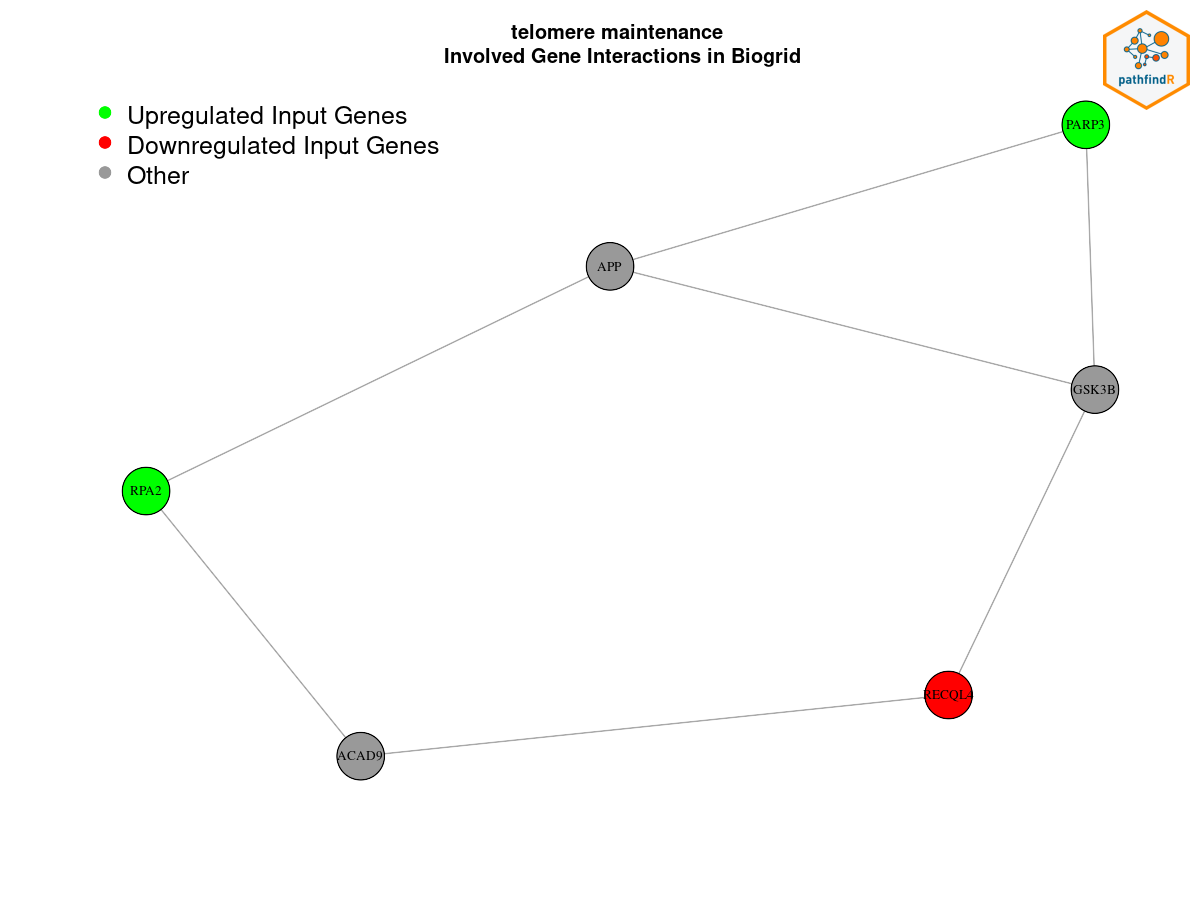 telomere maintenance
Involved Gene Interactions in Biogrid
pathfindR
Upregulated Input Genes
Downregulated Input Genes
Other
PARP3
APP
GSK3B
RPA2
RECQL4
ACAD9